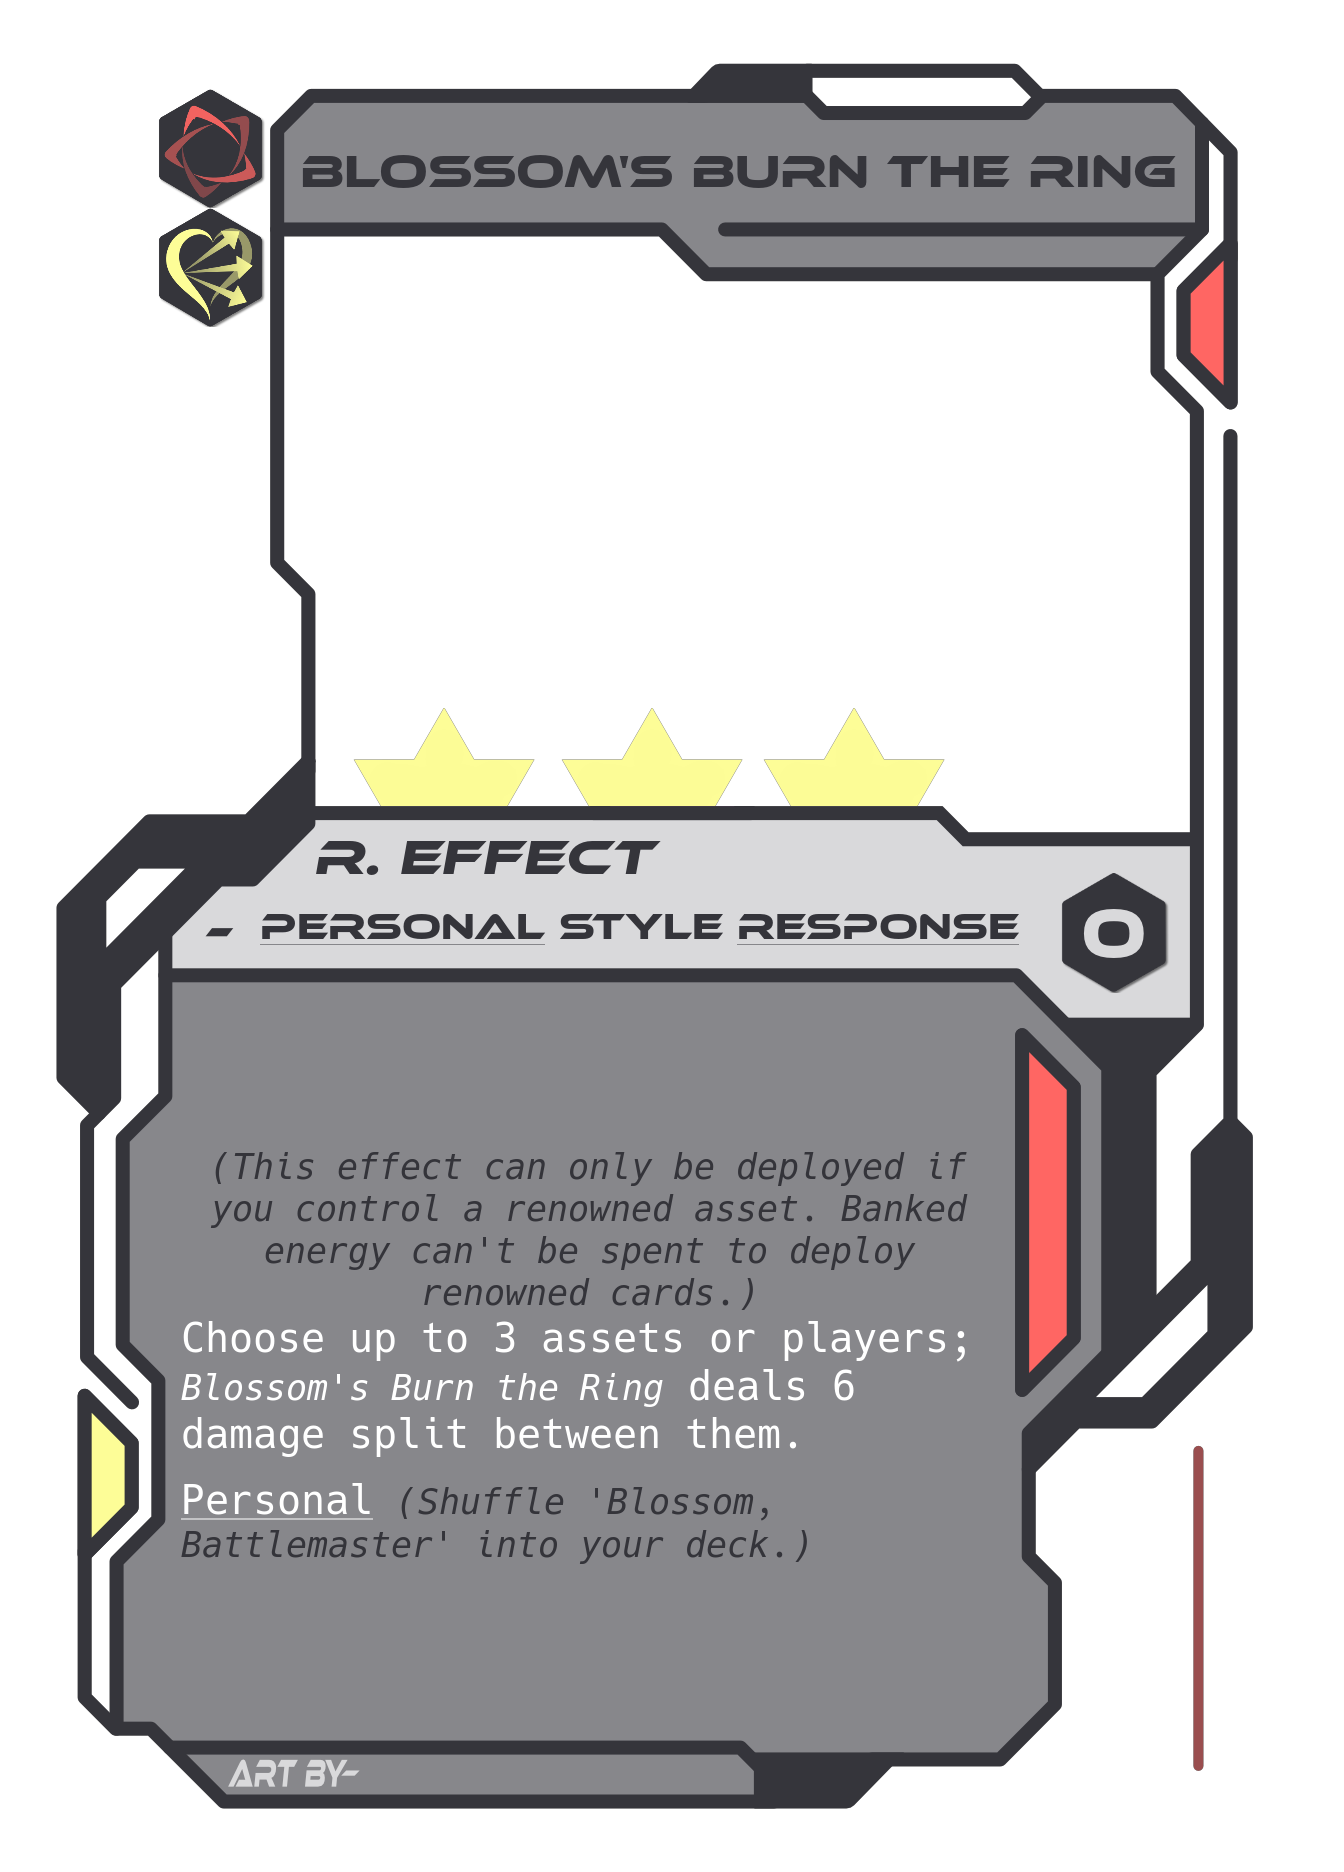 BLOSSOM'S BURN THE RING
R. EFFECT
- PERSONAL STYLE RESPONSE
0
(This effect can only be deployed if
you control a renowned asset. Banked
energy can't be spent to deploy
renowned cards.)
Choose up to 3 assets or players;
Blossom's Burn the Ring deals 6
damage split between them.
Personal (Shuffle 'Blossom,
Battlemaster' into your deck.)
ART BY-